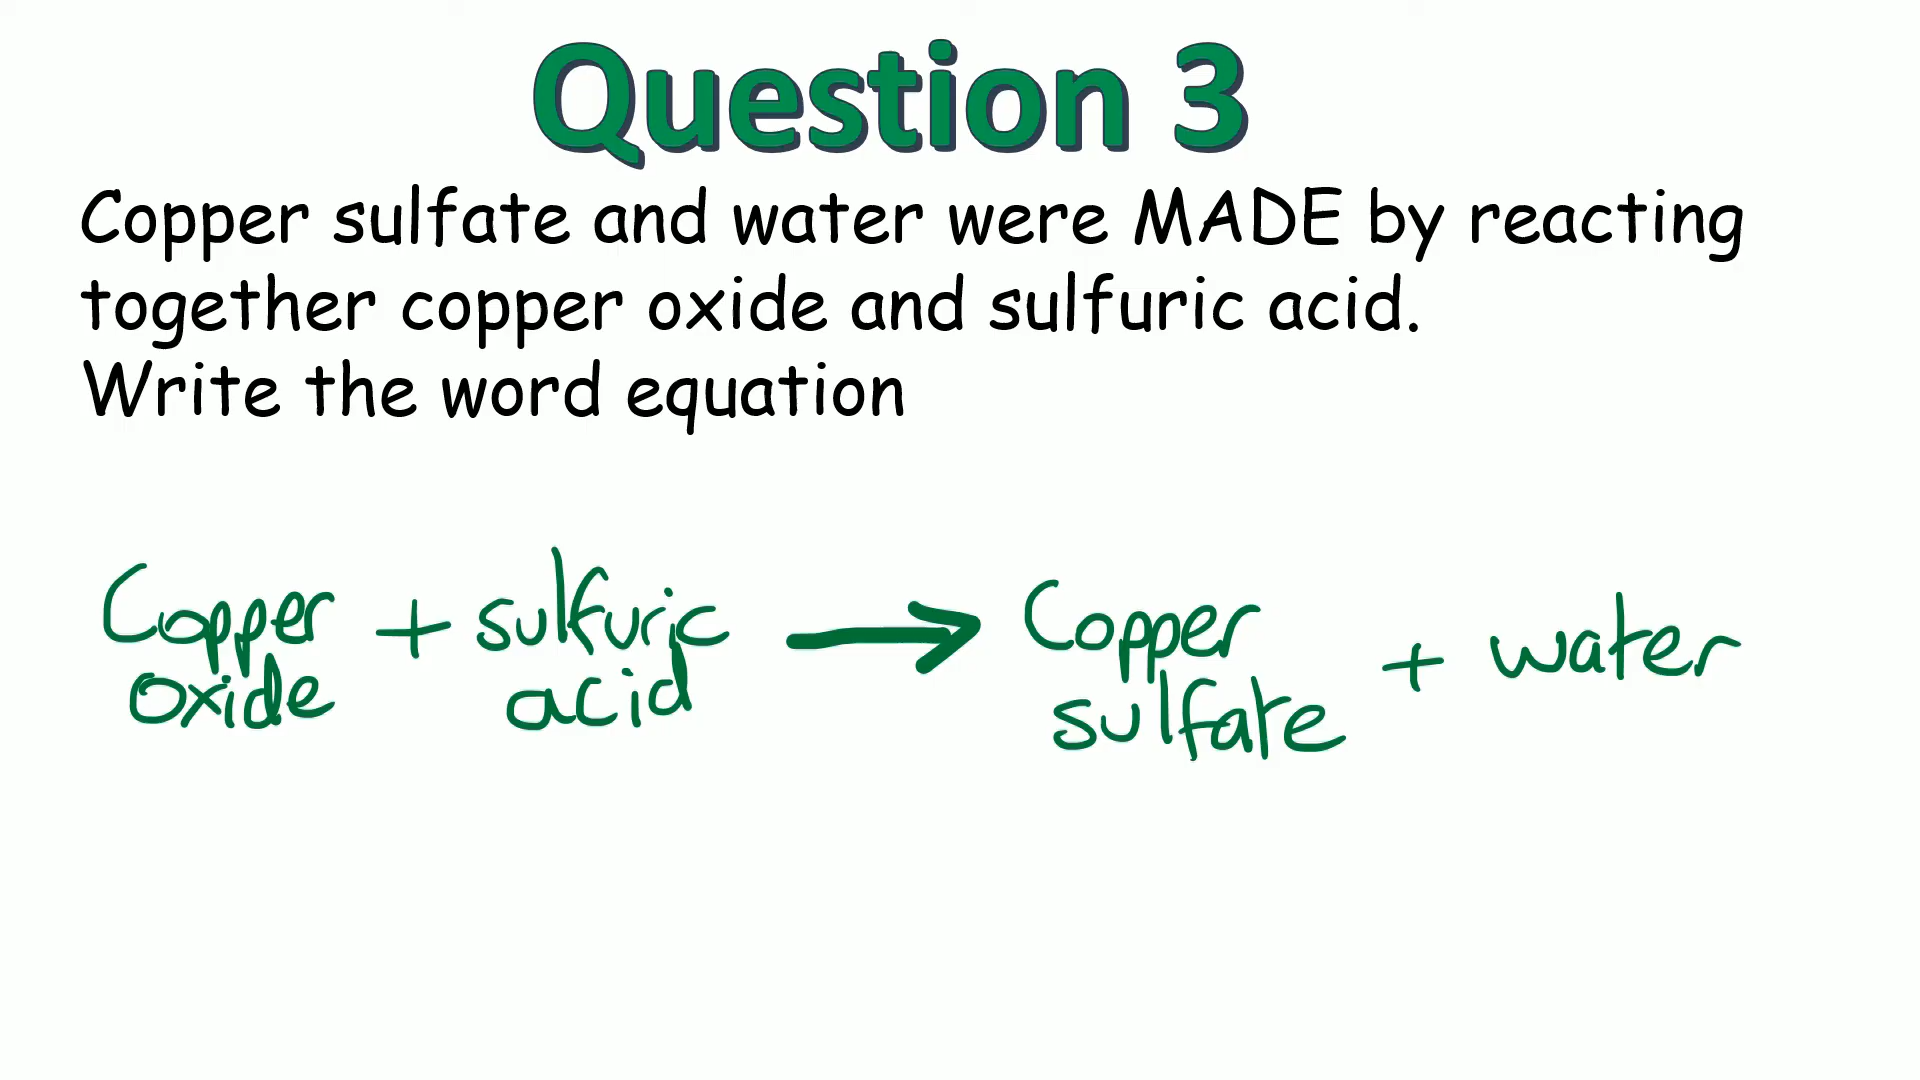 Question 3
Copper sulfate and water were MADE by reacting
together copper oxide and sulfuric acid.
Write the word equation
Copper + sulfuric → Copper + water
oxide acid sulfate